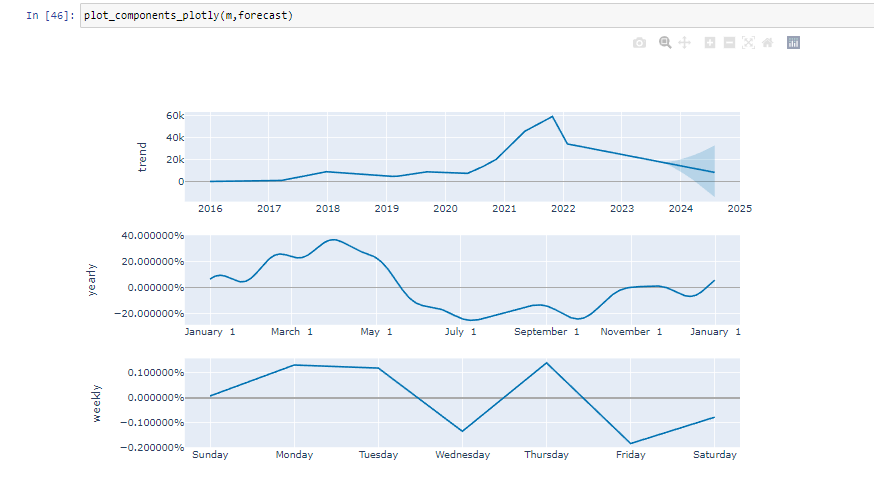 In [46]: plot_components_plotly(m,forecast)
60k
40k
20k
0
trend
2016 2017 2018 2019 2020 2021 2022 2023 2024 2025
40.000000%
20.000000%
0.000000%
−20.000000%
yearly
January 1 March 1 May 1 July 1 September 1 November 1 January 1
0.100000%
0.000000%
−0.100000%
−0.200000%
weekly
Sunday Monday Tuesday Wednesday Thursday Friday Saturday